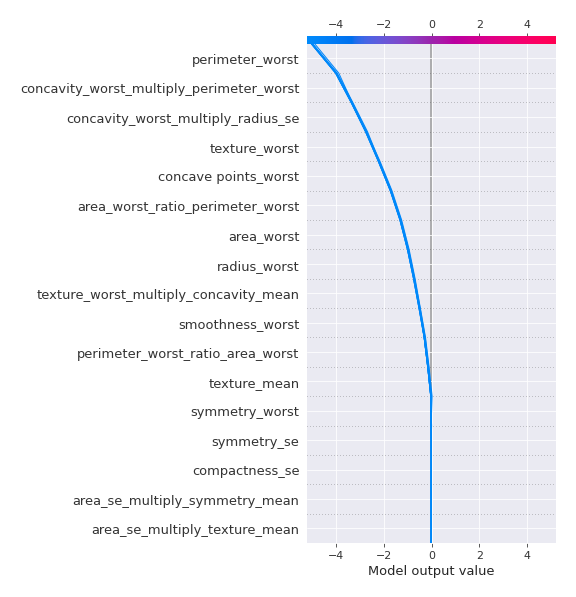 −4 −2 0 2 4
perimeter_worst
concavity_worst_multiply_perimeter_worst
concavity_worst_multiply_radius_se
texture_worst
concave points_worst
area_worst_ratio_perimeter_worst
area_worst
radius_worst
texture_worst_multiply_concavity_mean
smoothness_worst
perimeter_worst_ratio_area_worst
texture_mean
symmetry_worst
symmetry_se
compactness_se
area_se_multiply_symmetry_mean
area_se_multiply_texture_mean
−4 −2 0 2 4
Model output value